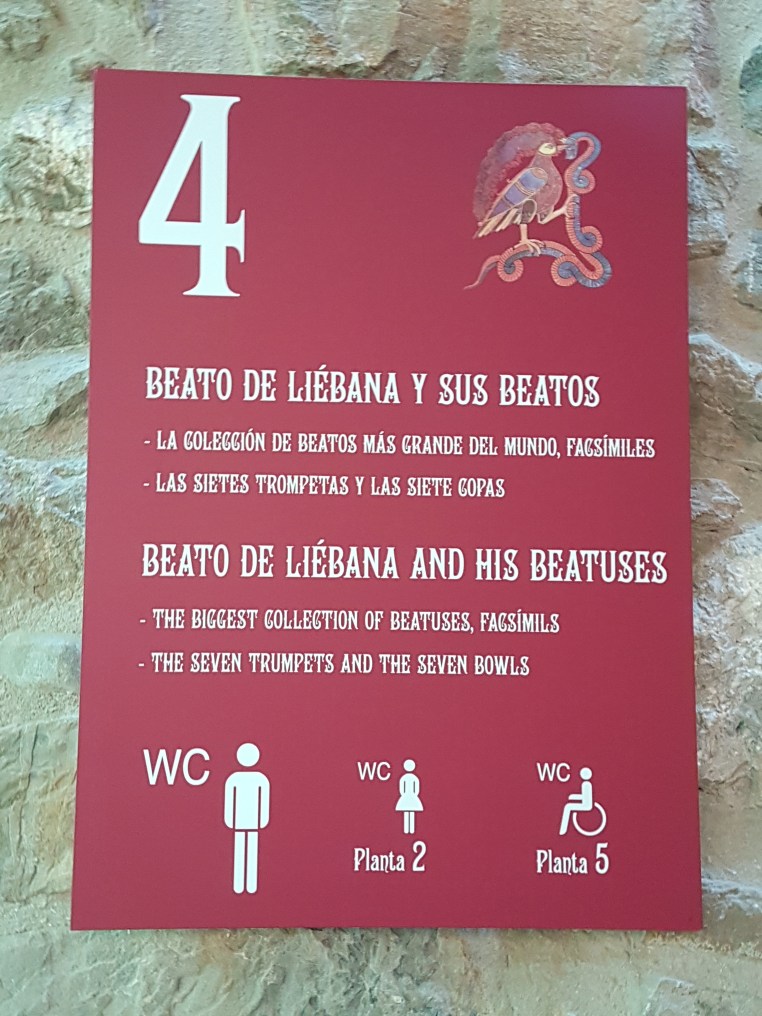 4
BEATO DE LIÉBANA Y SUS BEATOS
- LA COLECCIÓN DE BEATOS MÁS GRANDE DEL MUNDO, FACSÍMILES
- LAS SIETES TROMPETAS Y LAS SIETE COPAS
BEATO DE LIÉBANA AND HIS BEATUSES
- THE BIGGEST COLLECTION OF BEATUSES, FACSÍMILS
- THE SEVEN TRUMPETS AND THE SEVEN BOWLS
WC
WC
Planta 2
WC
Planta 5